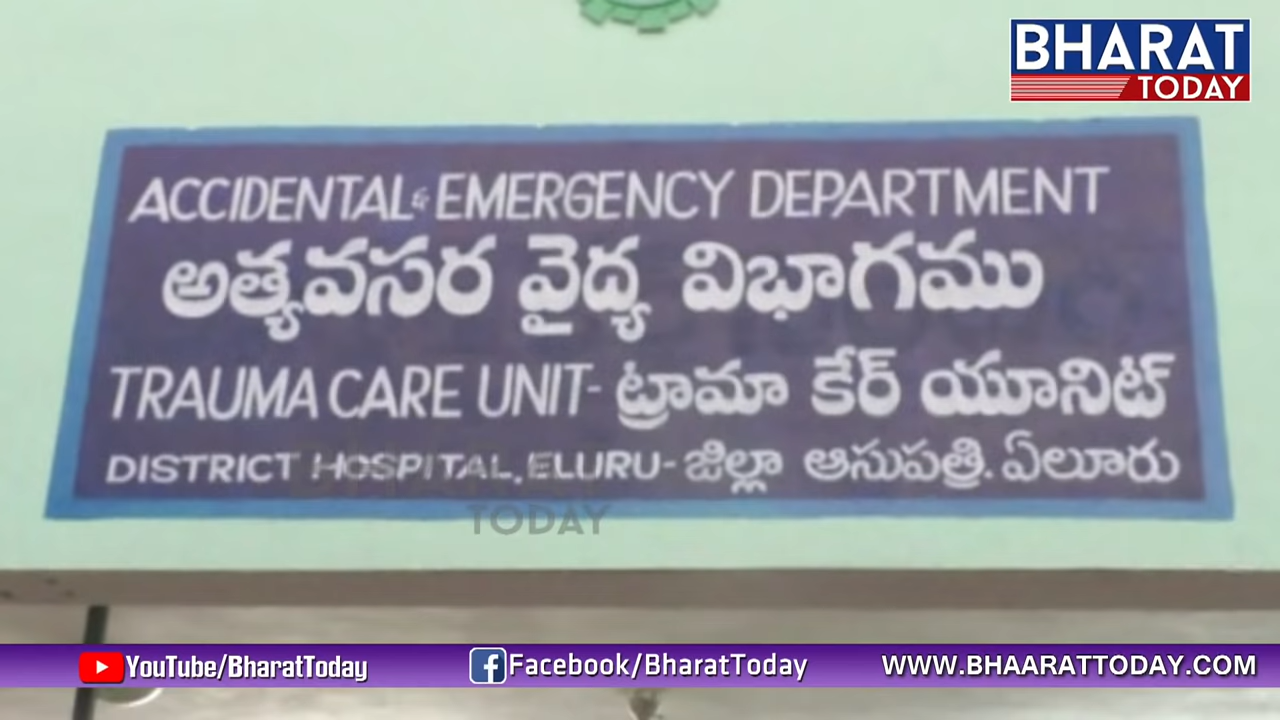 BHARAT
TODAY
ACCIDENTAL & EMERGENCY DEPARTMENT
అత్యవసర వైద్య విభాగము
TRAUMA CARE UNIT- ట్రామా కేర్ యూనిట్
DISTRICT HOSPITAL, ELURU- జిల్లా ఆసుపత్రి. ఏలూరు
BHARAT
TODAY
YouTube/BharatToday
Facebook/BharatToday
WWW.BHAARATTODAY.COM